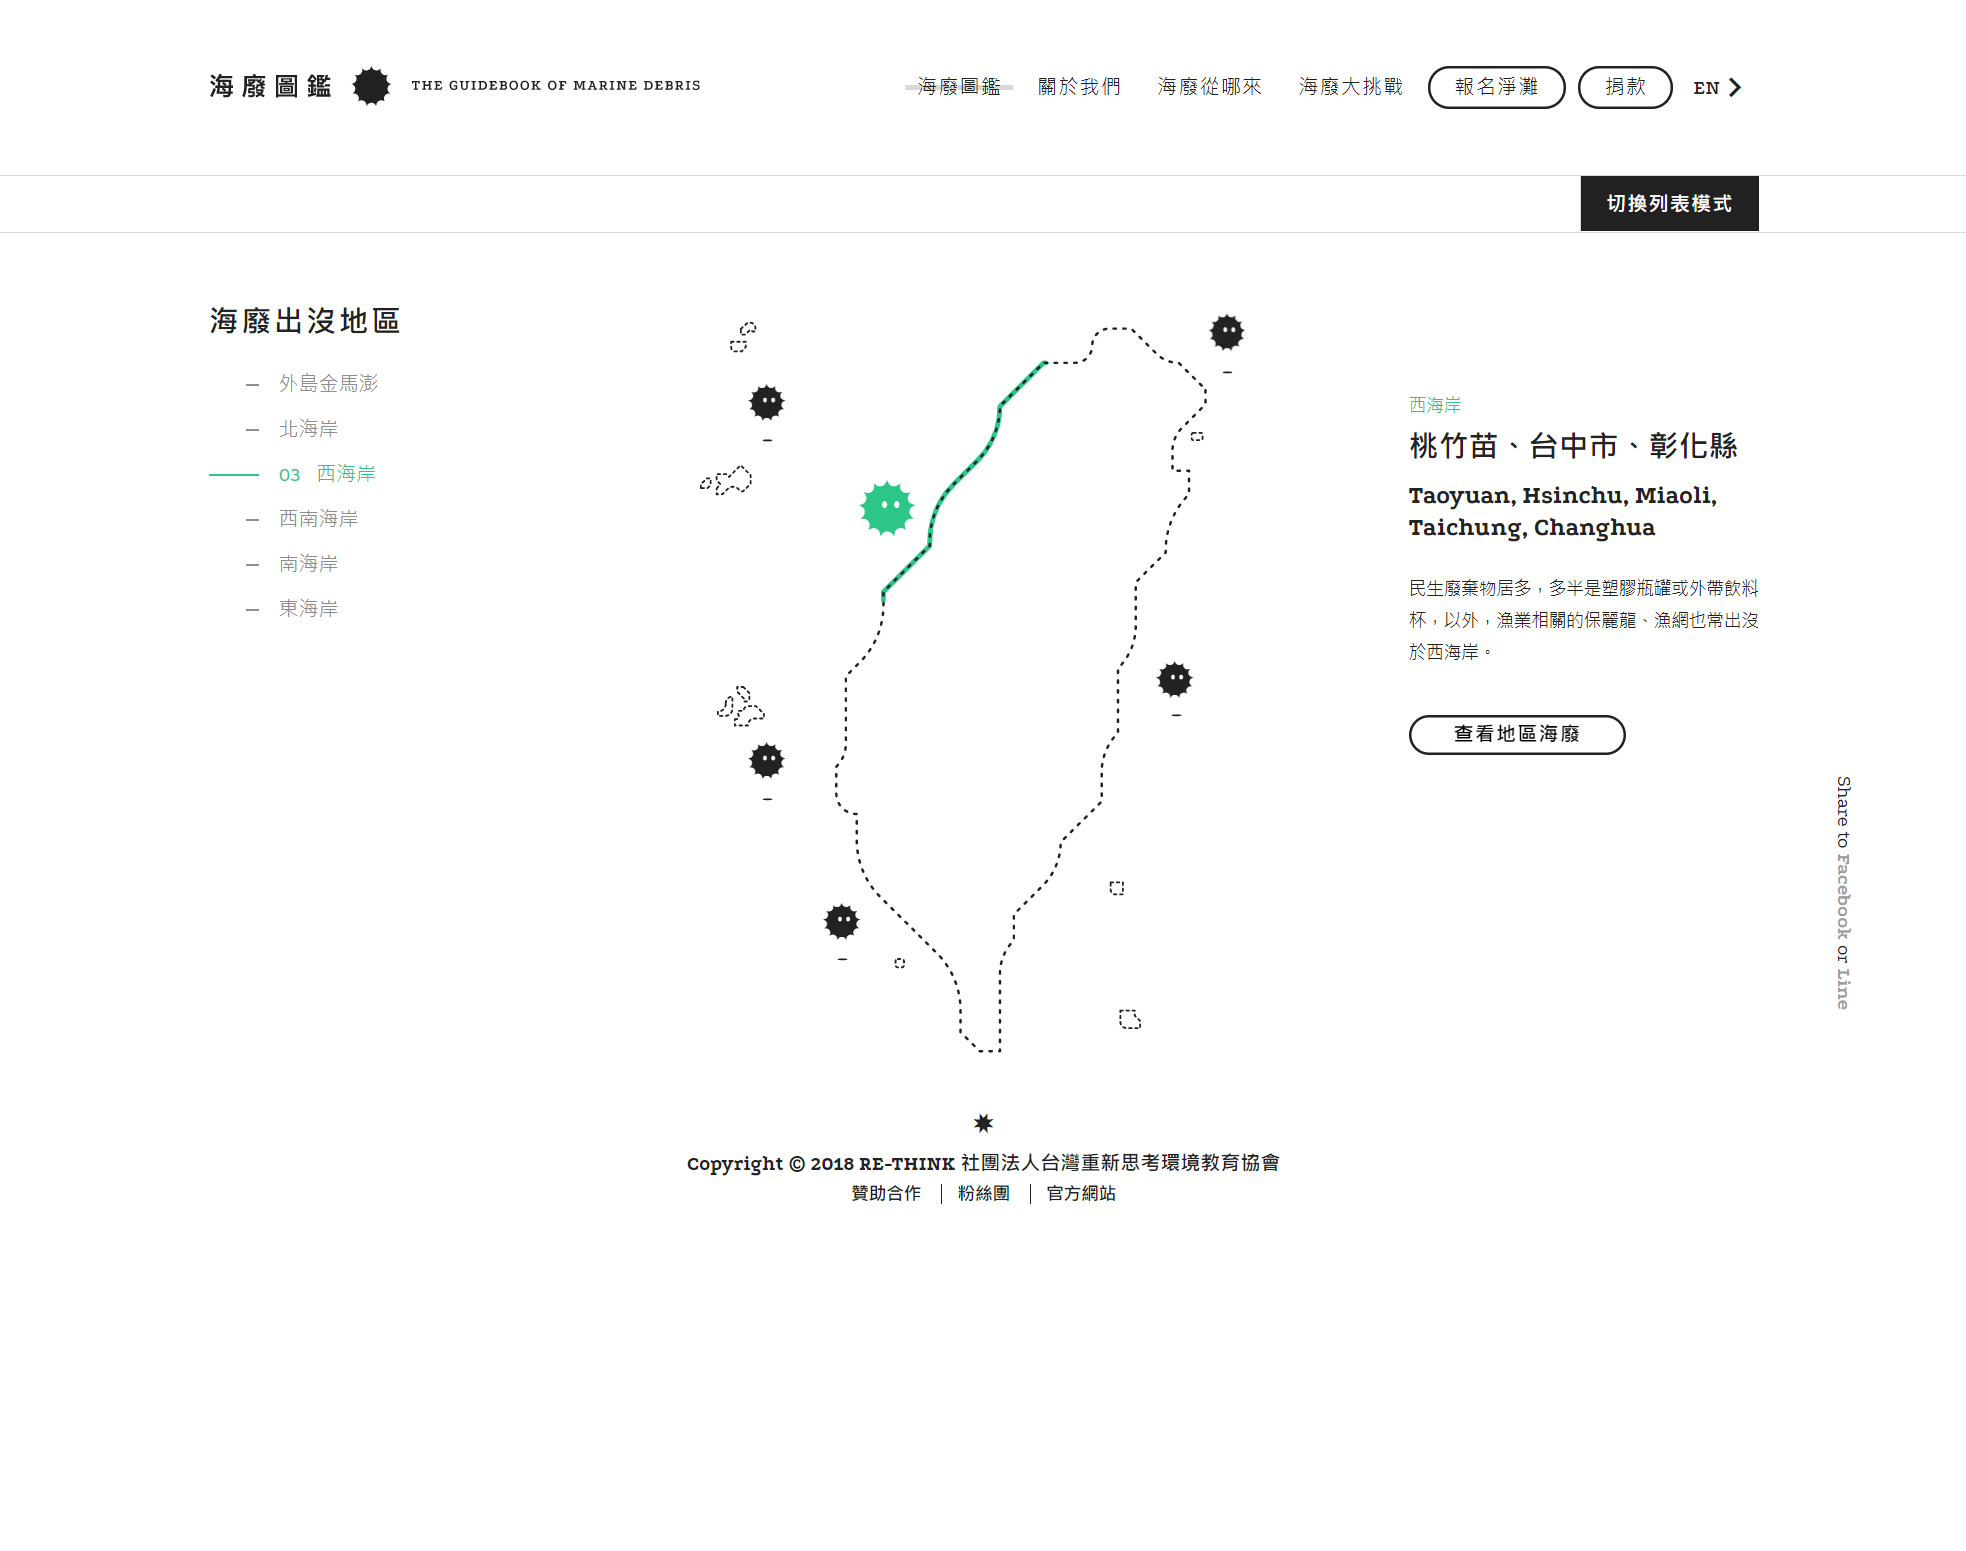 海廢圖鑑
THE GUIDEBOOK OF MARINE DEBRIS
海廢圖鑑
關於我們
海廢從哪來
海廢大挑戰
報名淨灘
捐款
EN
切換列表模式
海廢出沒地區
外島金馬澎
北海岸
03 西海岸
西南海岸
南海岸
東海岸
西海岸
桃竹苗、台中市、彰化縣
Taoyuan, Hsinchu, Miaoli,
Taichung, Changhua
民生廢棄物居多，多半是塑膠瓶罐或外帶飲料
杯，以外，漁業相關的保麗龍、漁網也常出沒
於西海岸。
查看地區海廢
Share to Facebook or Line
Copyright © 2018 RE-THINK 社團法人台灣重新思考環境教育協會
贊助合作
粉絲團
官方網站